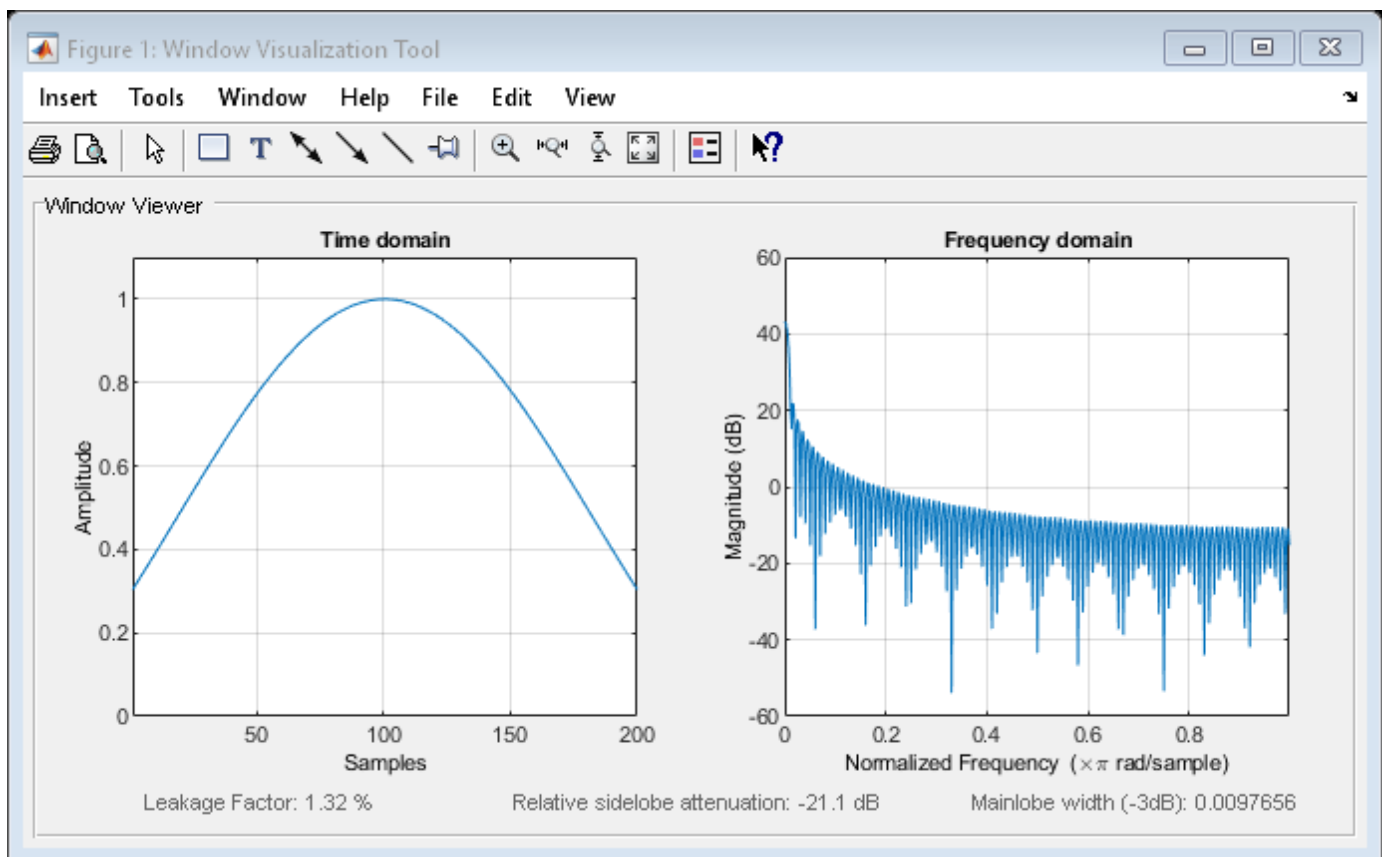 Figure 1: Window Visualization Tool
Insert Tools Window Help File Edit View
T
?
Window Viewer
Time domain
Amplitude
1
0.8
0.6
0.4
0.2
0
50 100 150 200
Samples
Frequency domain
Magnitude (dB)
60
40
20
0
-20
-40
-60
0 0.2 0.4 0.6 0.8
Normalized Frequency (×π rad/sample)
Leakage Factor: 1.32 % Relative sidelobe attenuation: -21.1 dB Mainlobe width (-3dB): 0.0097656